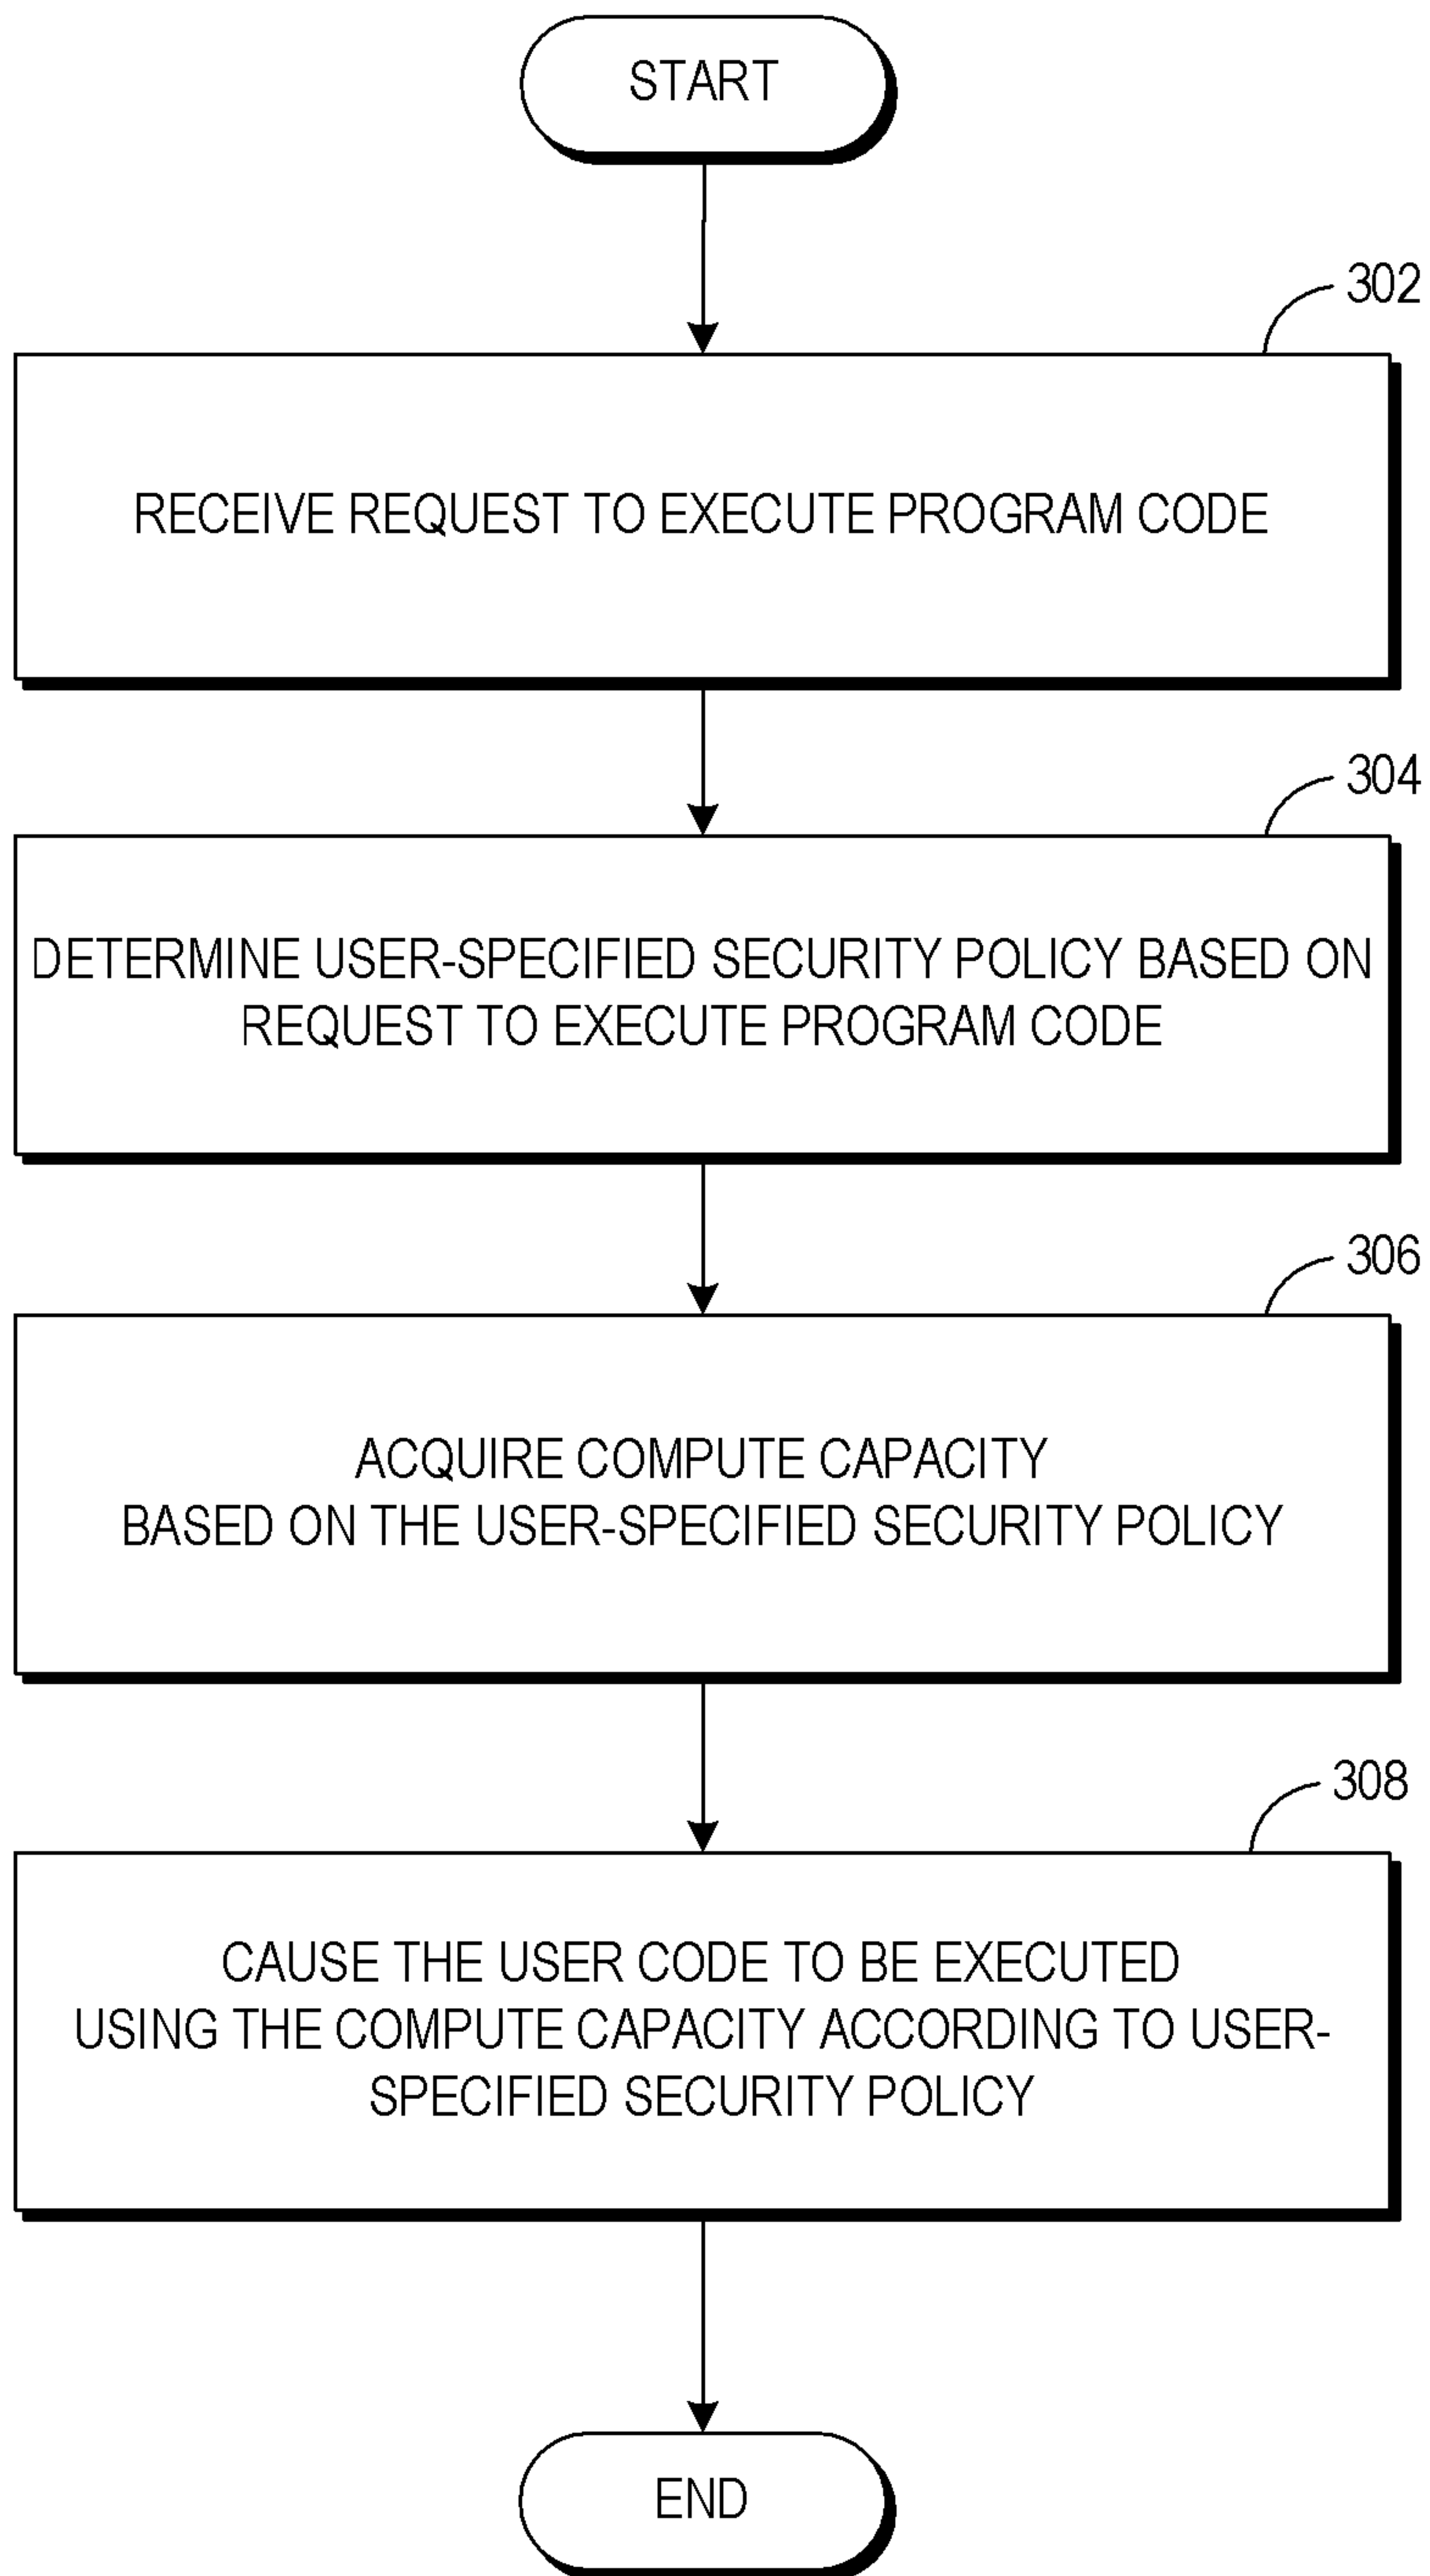 START
302
RECEIVE REQUEST TO EXECUTE PROGRAM CODE
304
DETERMINE USER-SPECIFIED SECURITY POLICY BASED ON
REQUEST TO EXECUTE PROGRAM CODE
306
ACQUIRE COMPUTE CAPACITY
BASED ON THE USER-SPECIFIED SECURITY POLICY
308
CAUSE THE USER CODE TO BE EXECUTED
USING THE COMPUTE CAPACITY ACCORDING TO USER-
SPECIFIED SECURITY POLICY
END